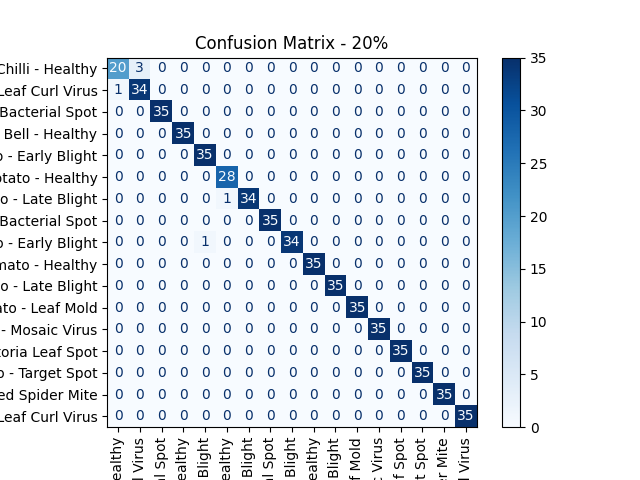 Confusion Matrix - 20%
Chilli - Healthy 20 3 0 0 0 0 0 0 0 0 0 0 0 0 0 0 0
Leaf Curl Virus 1 34 0 0 0 0 0 0 0 0 0 0 0 0 0 0 0
Bacterial Spot 0 0 35 0 0 0 0 0 0 0 0 0 0 0 0 0 0
Bell - Healthy 0 0 0 35 0 0 0 0 0 0 0 0 0 0 0 0 0
o - Early Blight 0 0 0 0 35 0 0 0 0 0 0 0 0 0 0 0 0
otato - Healthy 0 0 0 0 0 28 0 0 0 0 0 0 0 0 0 0 0
o - Late Blight 0 0 0 0 0 1 34 0 0 0 0 0 0 0 0 0 0
Bacterial Spot 0 0 0 0 0 0 0 35 0 0 0 0 0 0 0 0 0
o - Early Blight 0 0 0 0 1 0 0 0 34 0 0 0 0 0 0 0 0
mato - Healthy 0 0 0 0 0 0 0 0 0 35 0 0 0 0 0 0 0
o - Late Blight 0 0 0 0 0 0 0 0 0 0 35 0 0 0 0 0 0
ato - Leaf Mold 0 0 0 0 0 0 0 0 0 0 0 35 0 0 0 0 0
- Mosaic Virus 0 0 0 0 0 0 0 0 0 0 0 0 35 0 0 0 0
oria Leaf Spot 0 0 0 0 0 0 0 0 0 0 0 0 0 35 0 0 0
o - Target Spot 0 0 0 0 0 0 0 0 0 0 0 0 0 0 35 0 0
ed Spider Mite 0 0 0 0 0 0 0 0 0 0 0 0 0 0 0 35 0
Leaf Curl Virus 0 0 0 0 0 0 0 0 0 0 0 0 0 0 0 0 35
ealthy
l Virus
al Spot
ealthy
Blight
ealthy
Blight
al Spot
Blight
ealthy
Blight
f Mold
c Virus
f Spot
t Spot
r Mite
l Virus
35
30
25
20
15
10
5
0